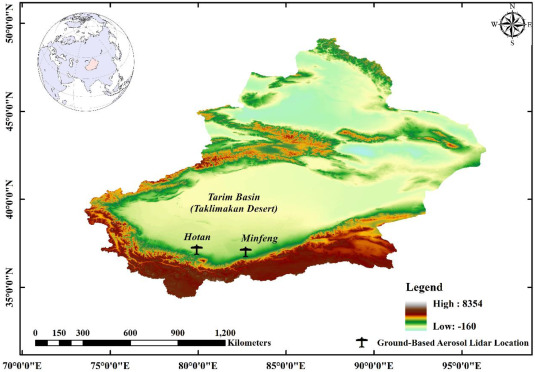 N
W E
S
50°0'0"N
45°0'0"N
40°0'0"N
35°0'0"N
Tarim Basin
(Taklimakan Desert)
Hotan
Minfeng
Legend
High : 8354
Low: -160
Ground-Based Aerosol Lidar Location
0 150 300 600 900 1,200
Kilometers
70°0'0"E 75°0'0"E 80°0'0"E 85°0'0"E 90°0'0"E 95°0'0"E